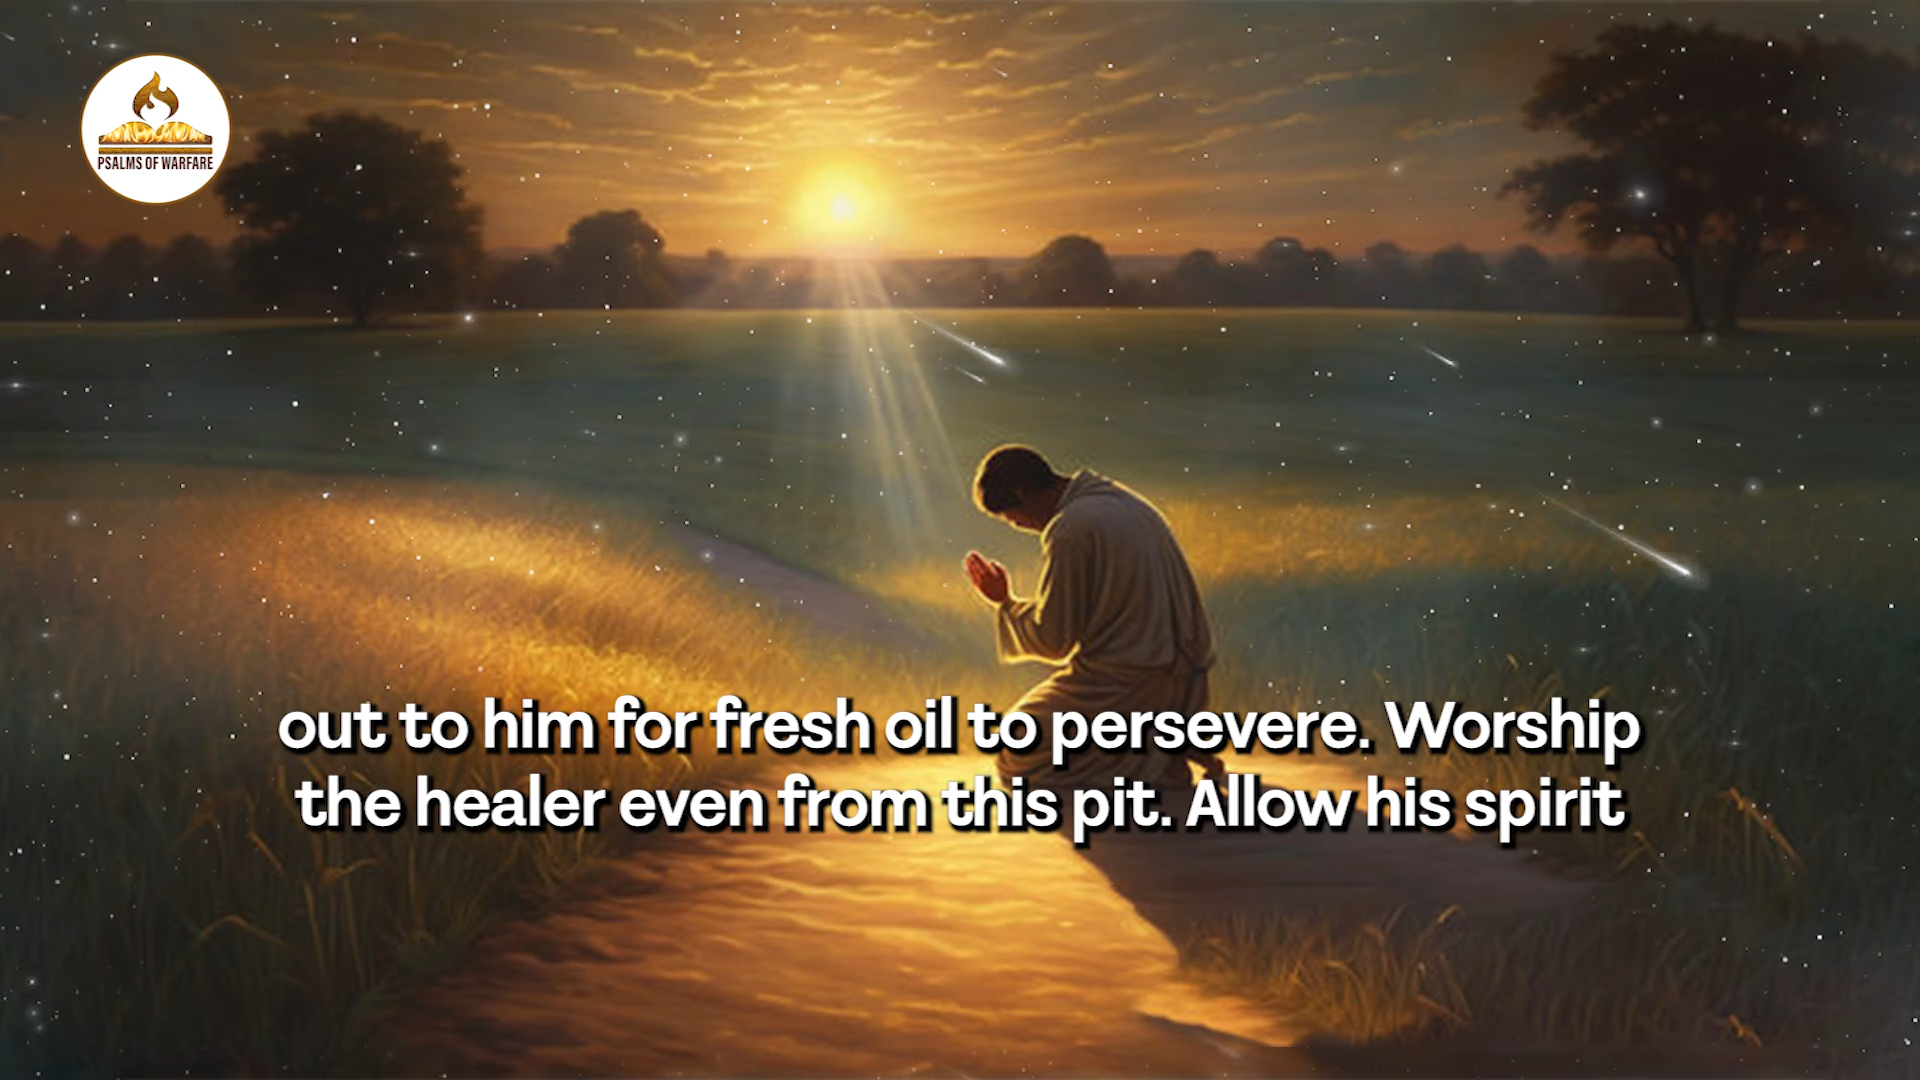 PSALMS OF WARFARE
out to him for fresh oil to persevere. Worship
the healer even from this pit. Allow his spirit